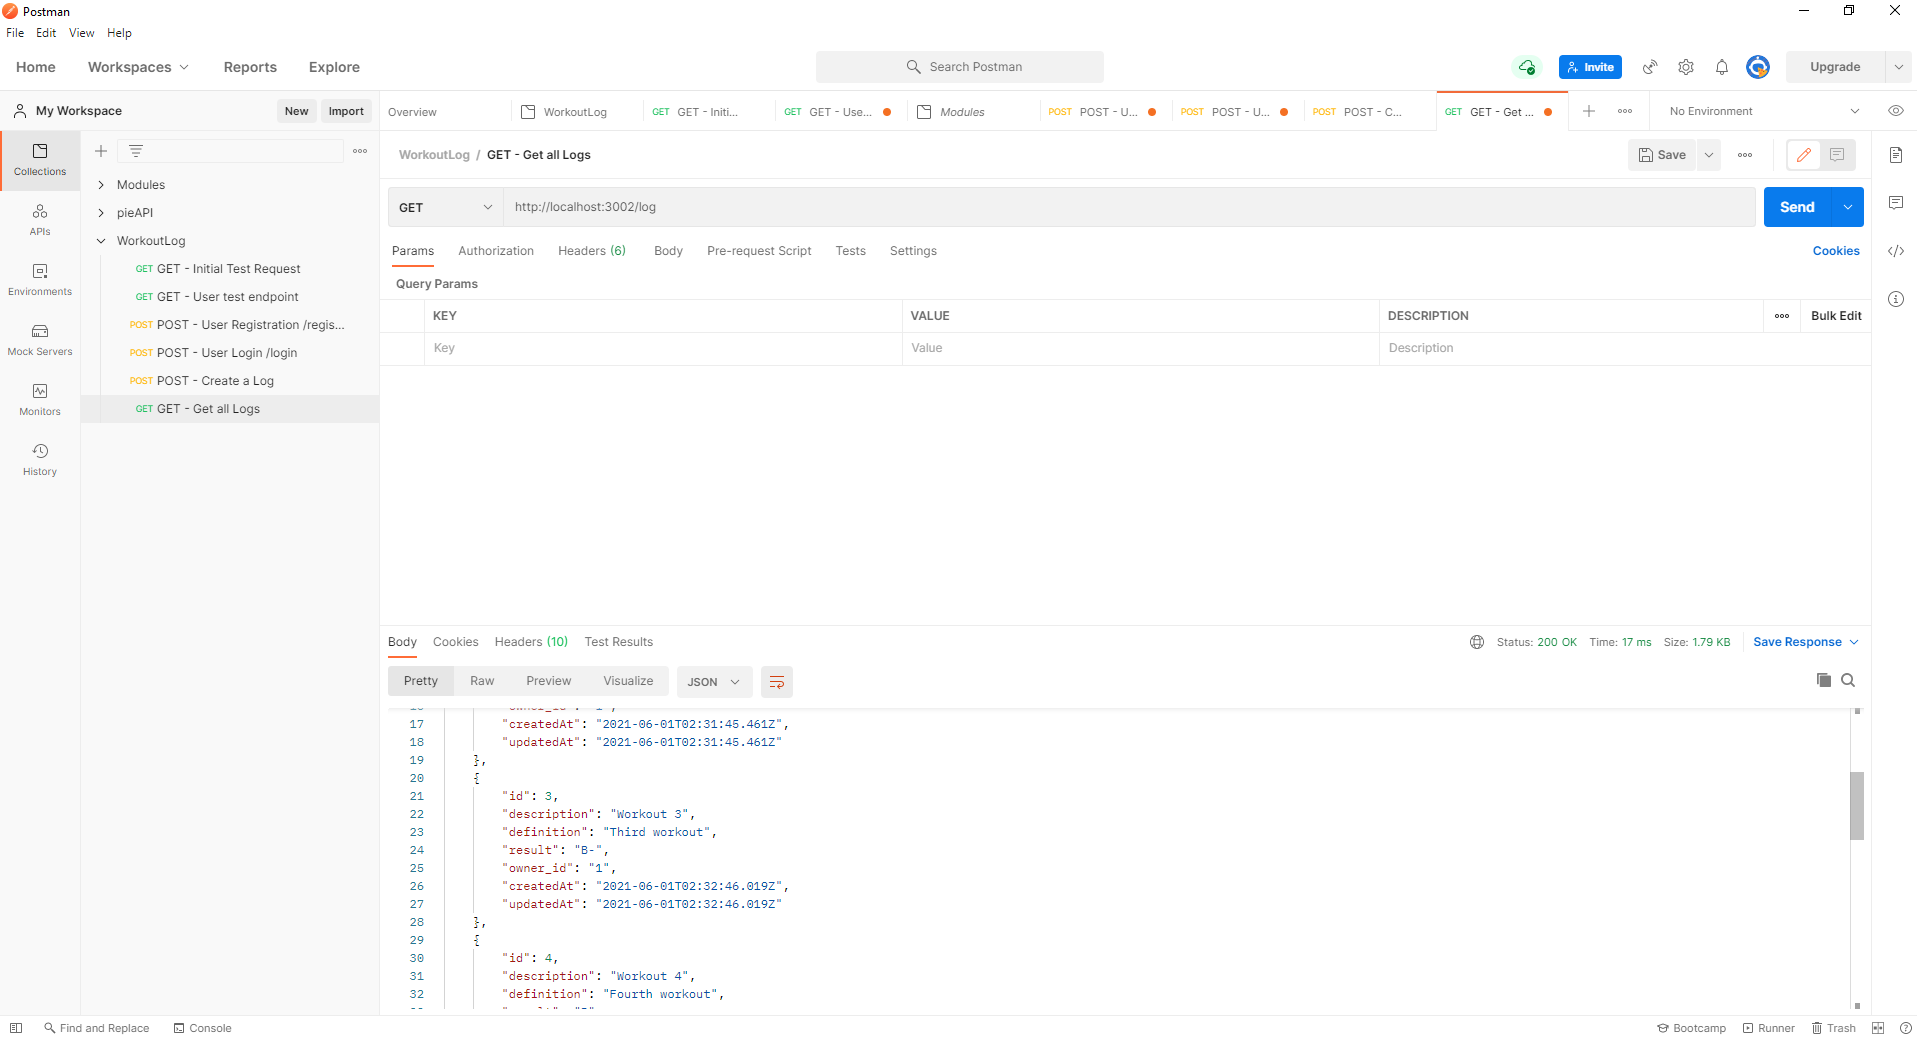 Postman
File Edit View Help
Home Workspaces Reports Explore Search Postman Invite Upgrade
My Workspace New Import
Overview WorkoutLog GET GET - Initi... GET GET - Use... Modules POST POST - U... POST POST - U... POST POST - C... GET GET - Get ... No Environment
Collections
APIs
Environments
Mock Servers
Monitors
History
Modules
pieAPI
WorkoutLog
GET GET - Initial Test Request
GET GET - User test endpoint
POST POST - User Registration /regis...
POST POST - User Login /login
POST POST - Create a Log
GET GET - Get all Logs
WorkoutLog / GET - Get all Logs Save
GET http://localhost:3002/log Send
Params Authorization Headers (6) Body Pre-request Script Tests Settings Cookies
Query Params
KEY VALUE DESCRIPTION Bulk Edit
Key Value Description
Body Cookies Headers (10) Test Results Status: 200 OK Time: 17 ms Size: 1.79 KB Save Response
Pretty Raw Preview Visualize JSON
17 "createdAt": "2021-06-01T02:31:45.461Z",
18 "updatedAt": "2021-06-01T02:31:45.461Z"
19 },
20 {
21 "id": 3,
22 "description": "Workout 3",
23 "definition": "Third workout",
24 "result": "B-",
25 "owner_id": "1",
26 "createdAt": "2021-06-01T02:32:46.019Z",
27 "updatedAt": "2021-06-01T02:32:46.019Z"
28 },
29 {
30 "id": 4,
31 "description": "Workout 4",
32 "definition": "Fourth workout",
Find and Replace Console Bootcamp Runner Trash